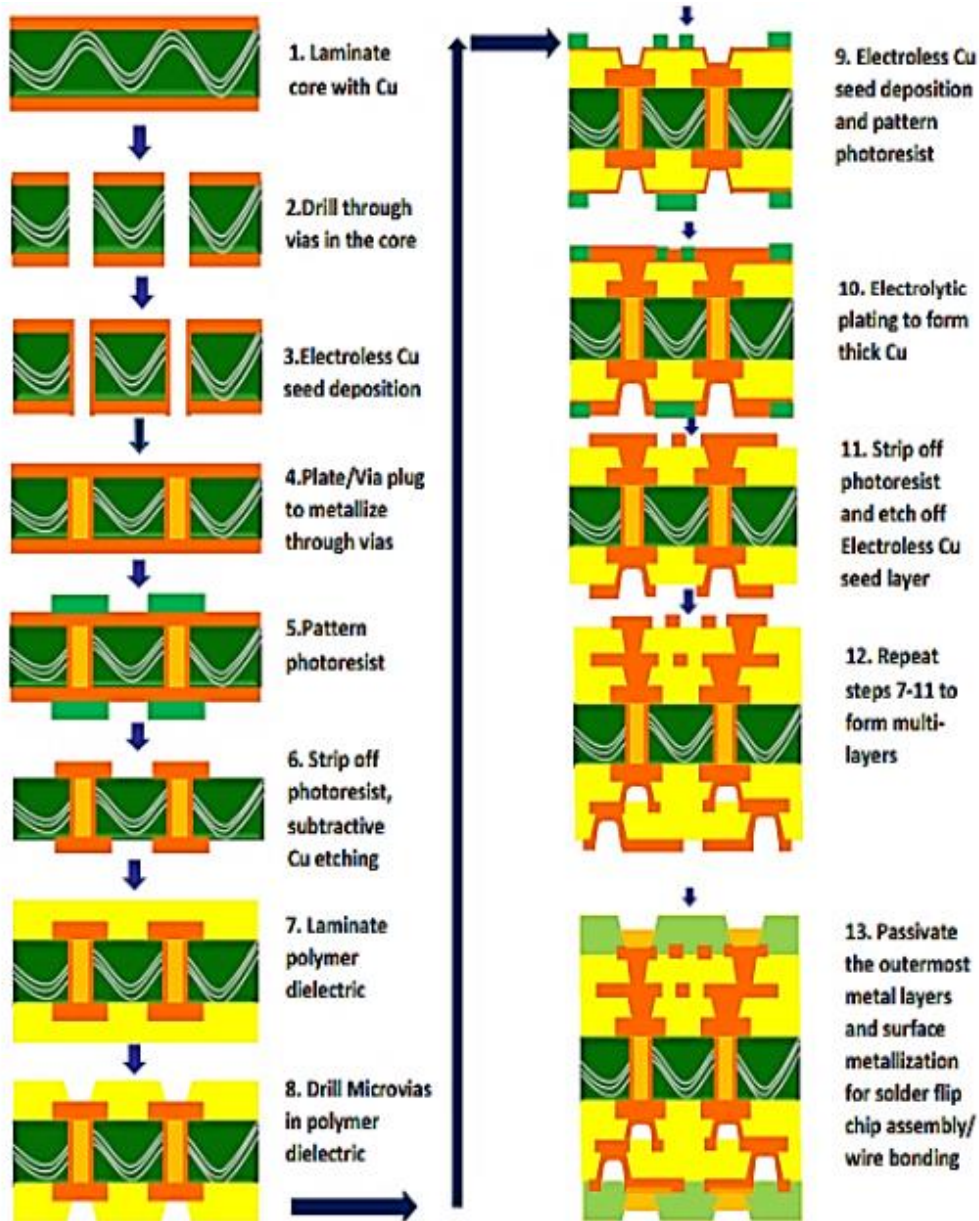 1. Laminate
core with Cu
2.Drill through
vias in the core
3.Electroless Cu
seed deposition
4.Plate/Via plug
to metallize
through vias
5.Pattern
photoresist
6. Strip off
photoresist,
subtractive
Cu etching
7. Laminate
polymer
dielectric
8. Drill Microvias
in polymer
dielectric
9. Electroless Cu
seed deposition
and pattern
photoresist
10. Electrolytic
plating to form
thick Cu
11. Strip off
photoresist
and etch off
Electroless Cu
seed layer
12. Repeat
steps 7-11 to
form multi-
layers
13. Passivate
the outermost
metal layers
and surface
metallization
for solder flip
chip assembly/
wire bonding